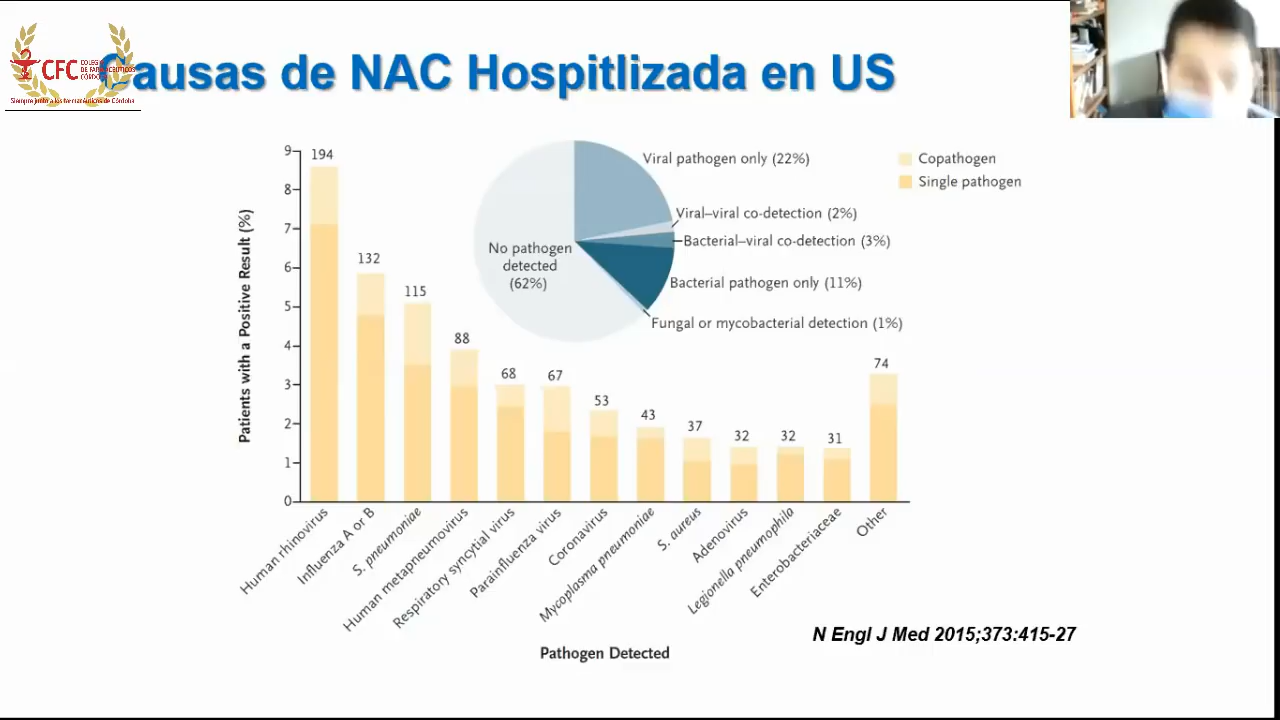 CFC COLEGIO
DE FARMACÉUTICOS
CÓRDOBA
Siempre junto a los farmacéuticos de Córdoba
Causas de NAC Hospitlizada en US
Patients with a Positive Result (%)
9
8
7
6
5
4
3
2
1
0
194
132
115
88
68
67
53
43
37
32
32
31
74
Viral pathogen only (22%)
Viral–viral co-detection (2%)
Bacterial–viral co-detection (3%)
Bacterial pathogen only (11%)
Fungal or mycobacterial detection (1%)
No pathogen
detected
(62%)
Copathogen
Single pathogen
Human rhinovirus
Influenza A or B
S. pneumoniae
Human metapneumovirus
Respiratory syncytial virus
Parainfluenza virus
Coronavirus
Mycoplasma pneumoniae
S. aureus
Adenovirus
Legionella pneumophila
Enterobacteriaceae
Other
Pathogen Detected
N Engl J Med 2015;373:415-27